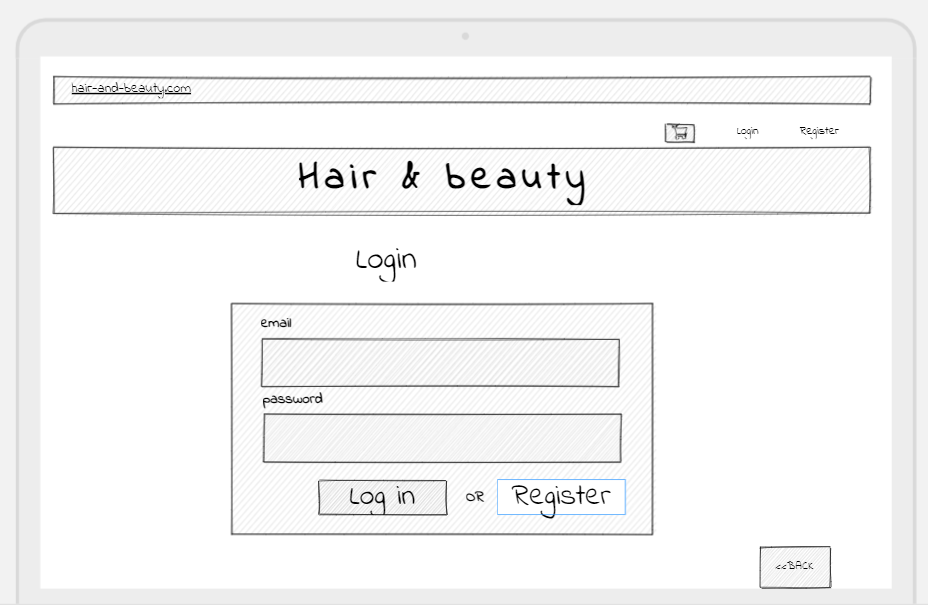 hair-and-beauty.com
Login Register
Hair & beauty
Login
email
password
Log in OR Register
<<BACK